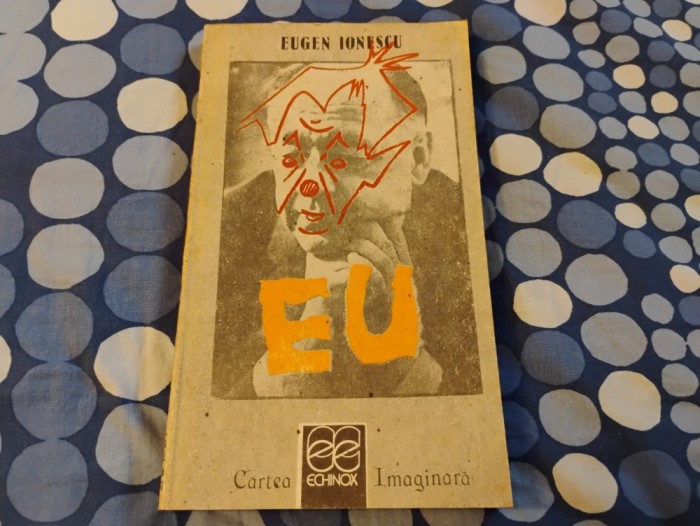 EUGEN IONESCU
EU
ECHINOX
Cartea Imaginară